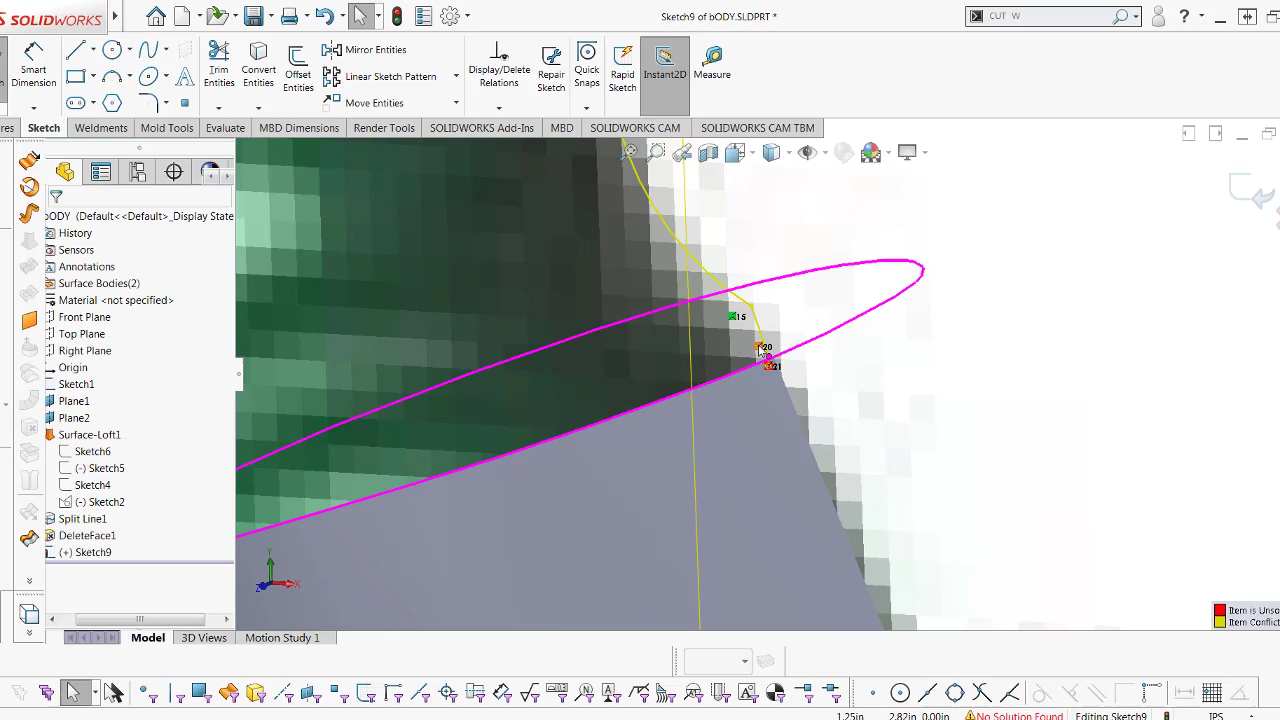 SOLIDWORKS
Sketch9 of bODY.SLDPRT *
CUT W
?
Smart Dimension
Trim Entities
Convert Entities
Offset Entities
Mirror Entities
Linear Sketch Pattern
Move Entities
Display/Delete Relations
Repair Sketch
Quick Snaps
Rapid Sketch
Instant2D
Measure
res
Sketch
Weldments
Mold Tools
Evaluate
MBD Dimensions
Render Tools
SOLIDWORKS Add-Ins
MBD
SOLIDWORKS CAM
SOLIDWORKS CAM TBM
bODY (Default<<Default>_Display State
History
Sensors
Annotations
Surface Bodies(2)
Material <not specified>
Front Plane
Top Plane
Right Plane
Origin
Sketch1
Plane1
Plane2
Surface-Loft1
Sketch6
(-) Sketch5
Sketch4
(-) Sketch2
Split Line1
DeleteFace1
(+) Sketch9
15
20
21
Y
X
Z
Item is Unso
Item Conflict
Model
3D Views
Motion Study 1
1.25in
2.82in
0.00in
No Solution Found
Editing Sketch9
IPS